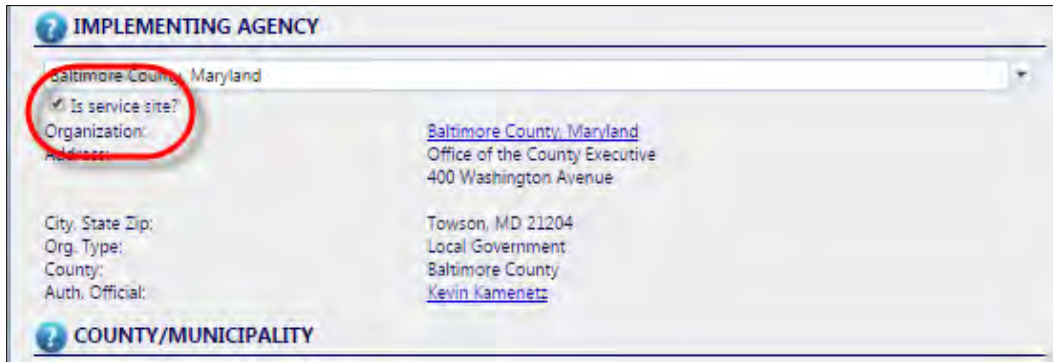 IMPLEMENTING AGENCY
Baltimore County, Maryland
Is service site?
Organization: Baltimore County, Maryland
Address: Office of the County Executive
400 Washington Avenue
City, State Zip: Towson, MD 21204
Org. Type: Local Government
County: Baltimore County
Auth. Official: Kevin Kamenetz
COUNTY/MUNICIPALITY